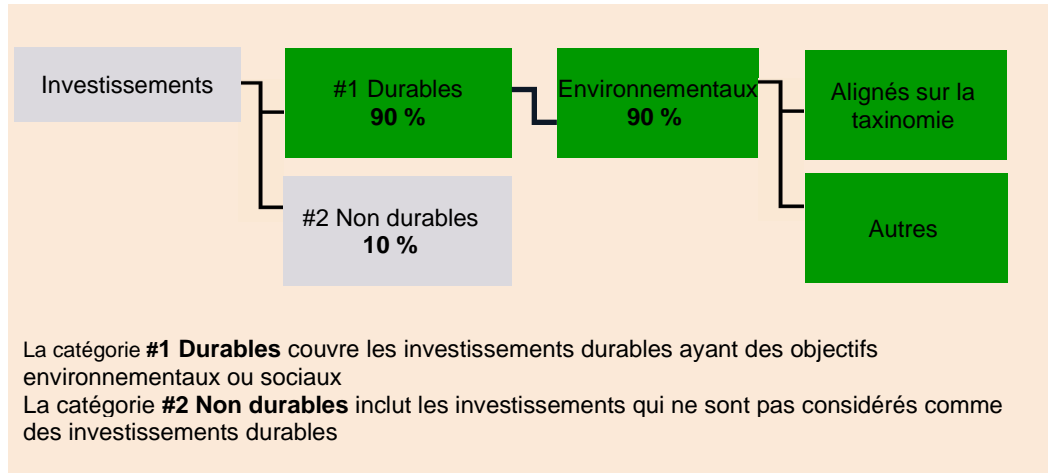 Investissements
#1 Durables
90 %
Environnementaux
90 %
Alignés sur la
taxinomie
#2 Non durables
10 %
Autres
La catégorie #1 Durables couvre les investissements durables ayant des objectifs
environnementaux ou sociaux
La catégorie #2 Non durables inclut les investissements qui ne sont pas considérés comme
des investissements durables